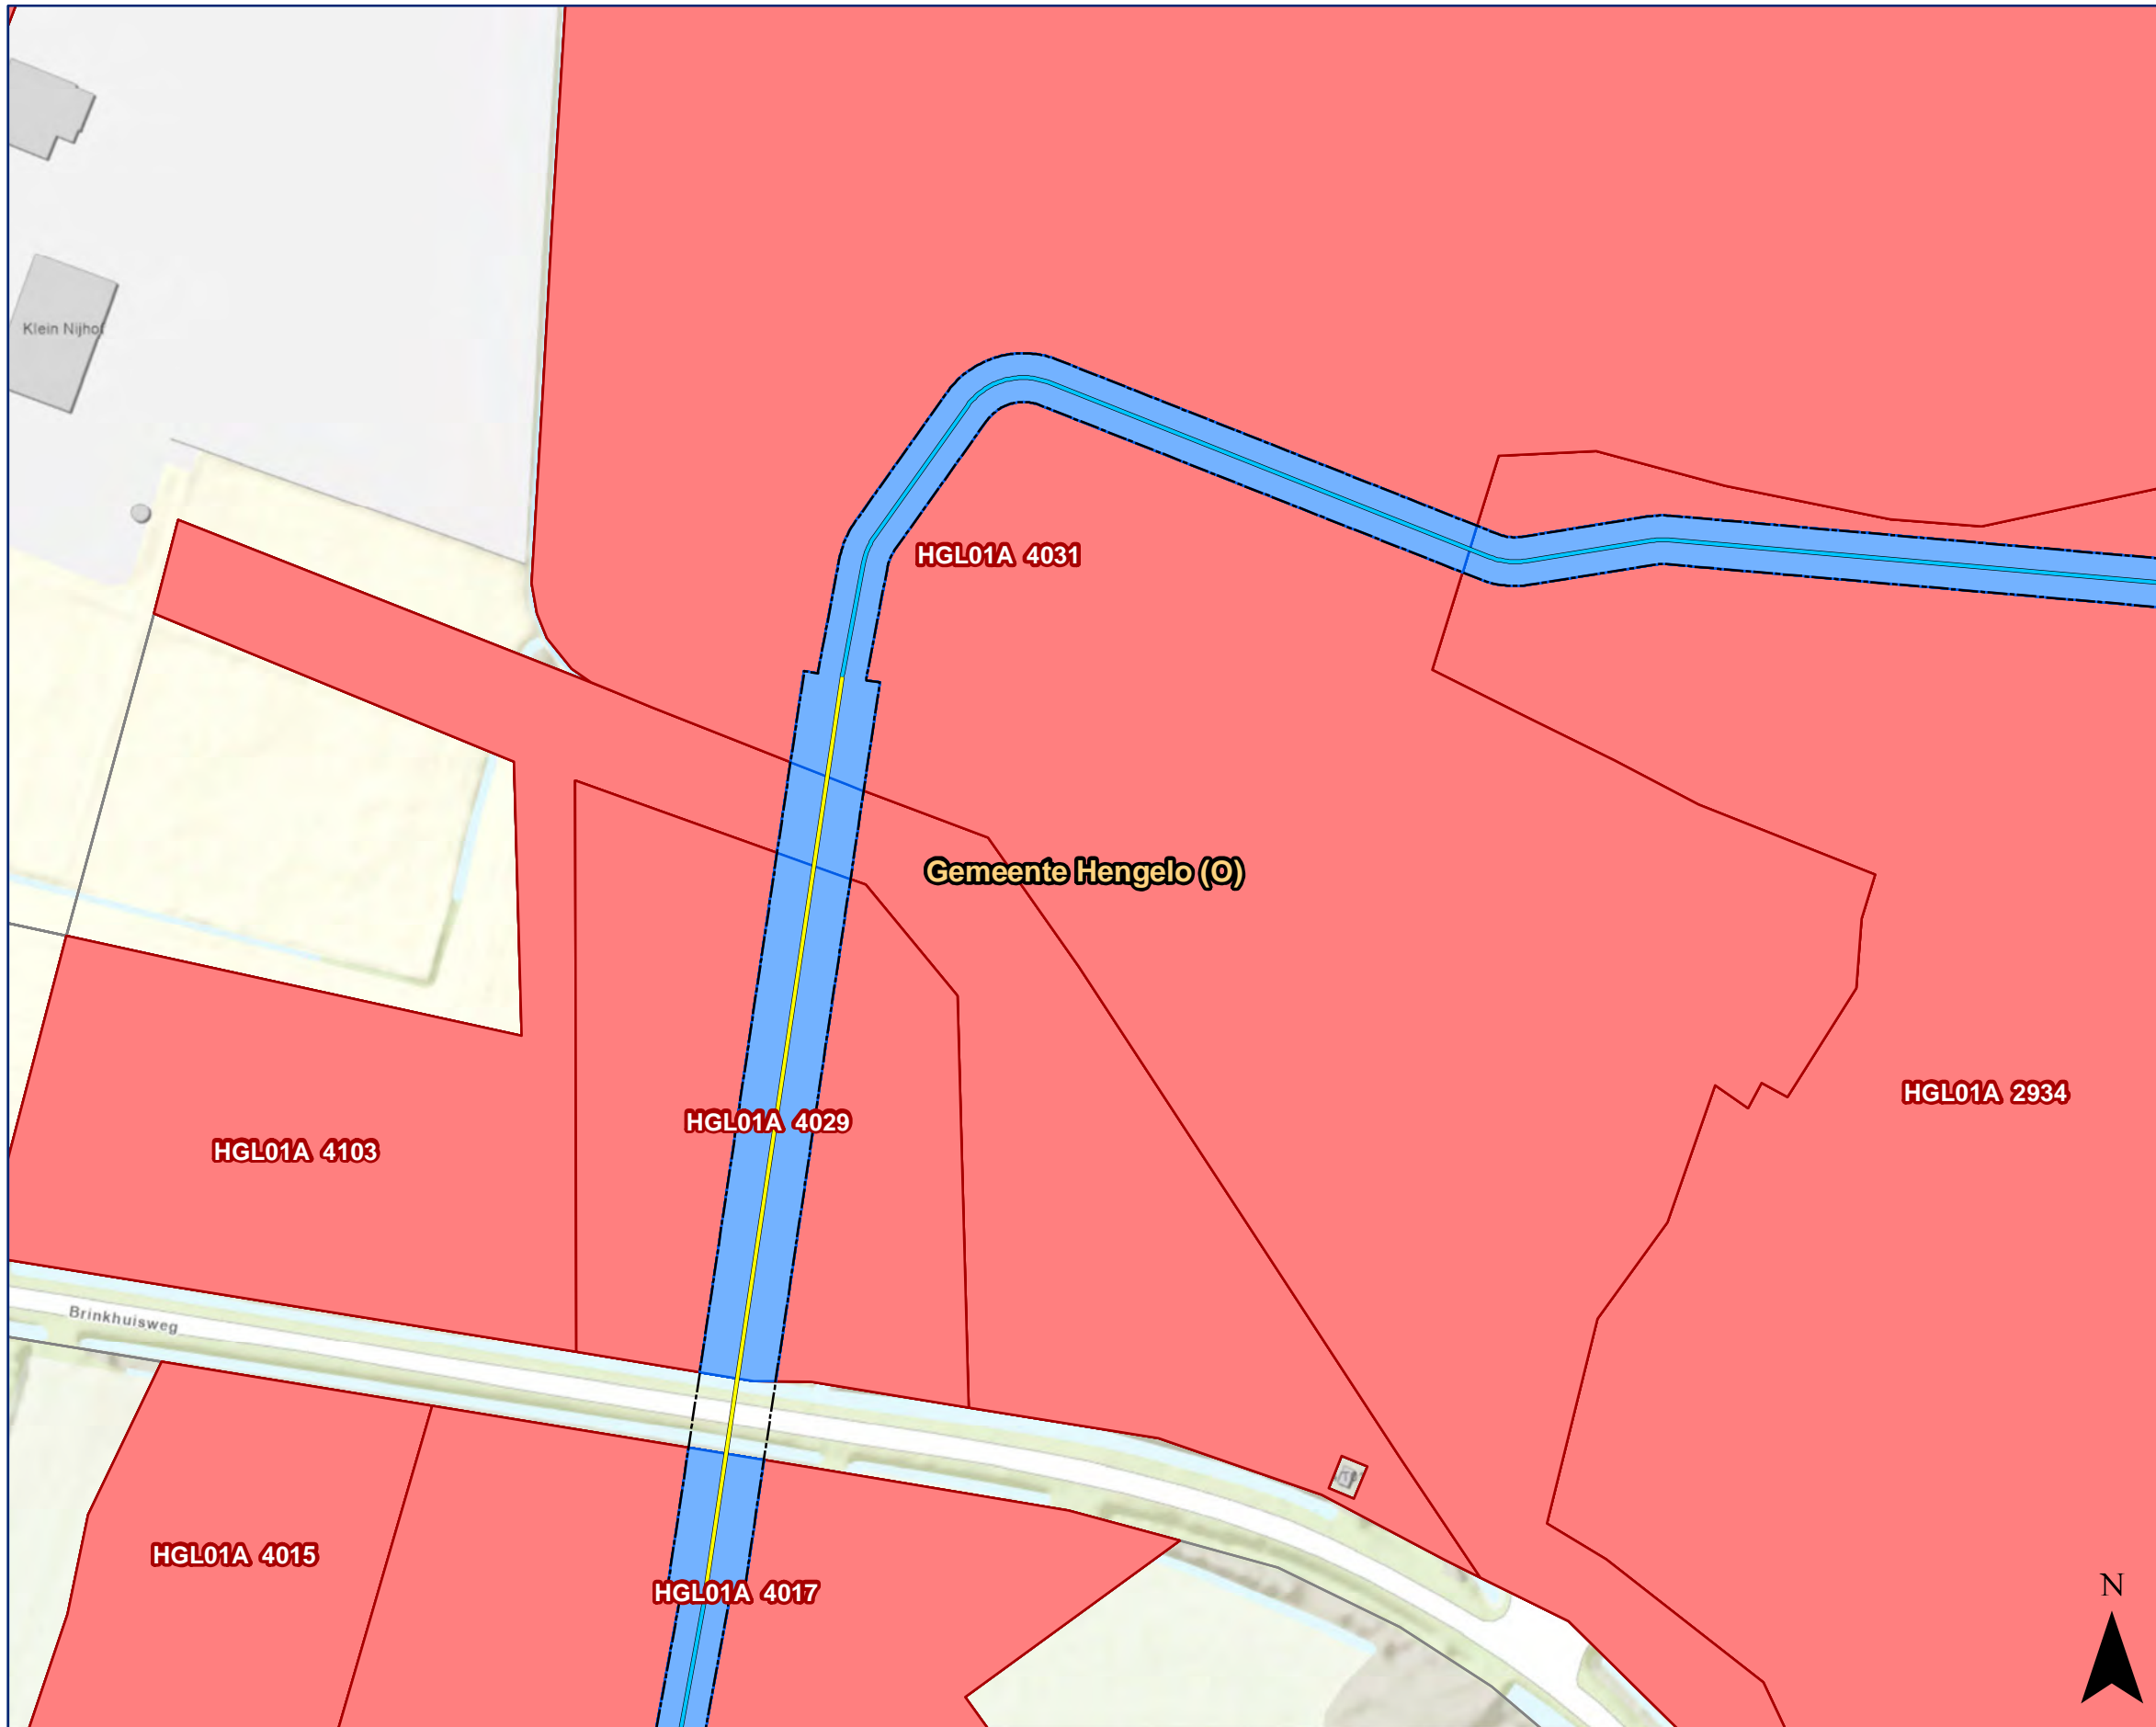 Klein Nijhof
HGL01A 4031
Gemeente Hengelo (O)
HGL01A 2934
HGL01A 4029
HGL01A 4103
Brinkhuisweg
HGL01A 4015
HGL01A 4017
N